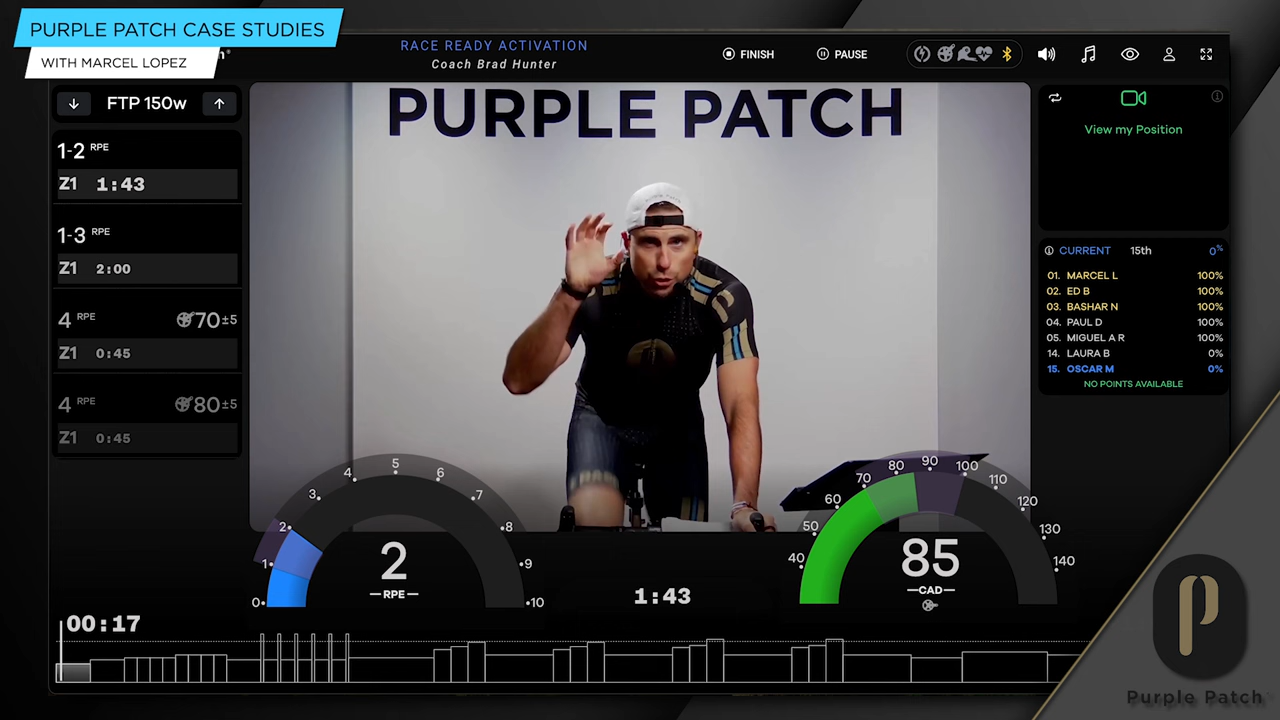 PURPLE PATCH CASE STUDIES
WITH MARCEL LOPEZ
RACE READY ACTIVATION
Coach Brad Hunter
FINISH
PAUSE
FTP 150w
1-2 RPE
Z1 1:43
1-3 RPE
Z1 2:00
4 RPE 70±5
Z1 0:45
4 RPE 80±5
Z1 0:45
PURPLE PATCH
View my Position
CURRENT 15th 0%
01. MARCEL L 100%
02. ED B 100%
03. BASHAR N 100%
04. PAUL D 100%
05. MIGUEL A R 100%
14. LAURA B 0%
15. OSCAR M 0%
NO POINTS AVAILABLE
0 1 2 3 4 5 6 7 8 9 10
2
RPE
1:43
40 50 60 70 80 90 100 110 120 130 140
85
CAD
00:17
Purple Patch